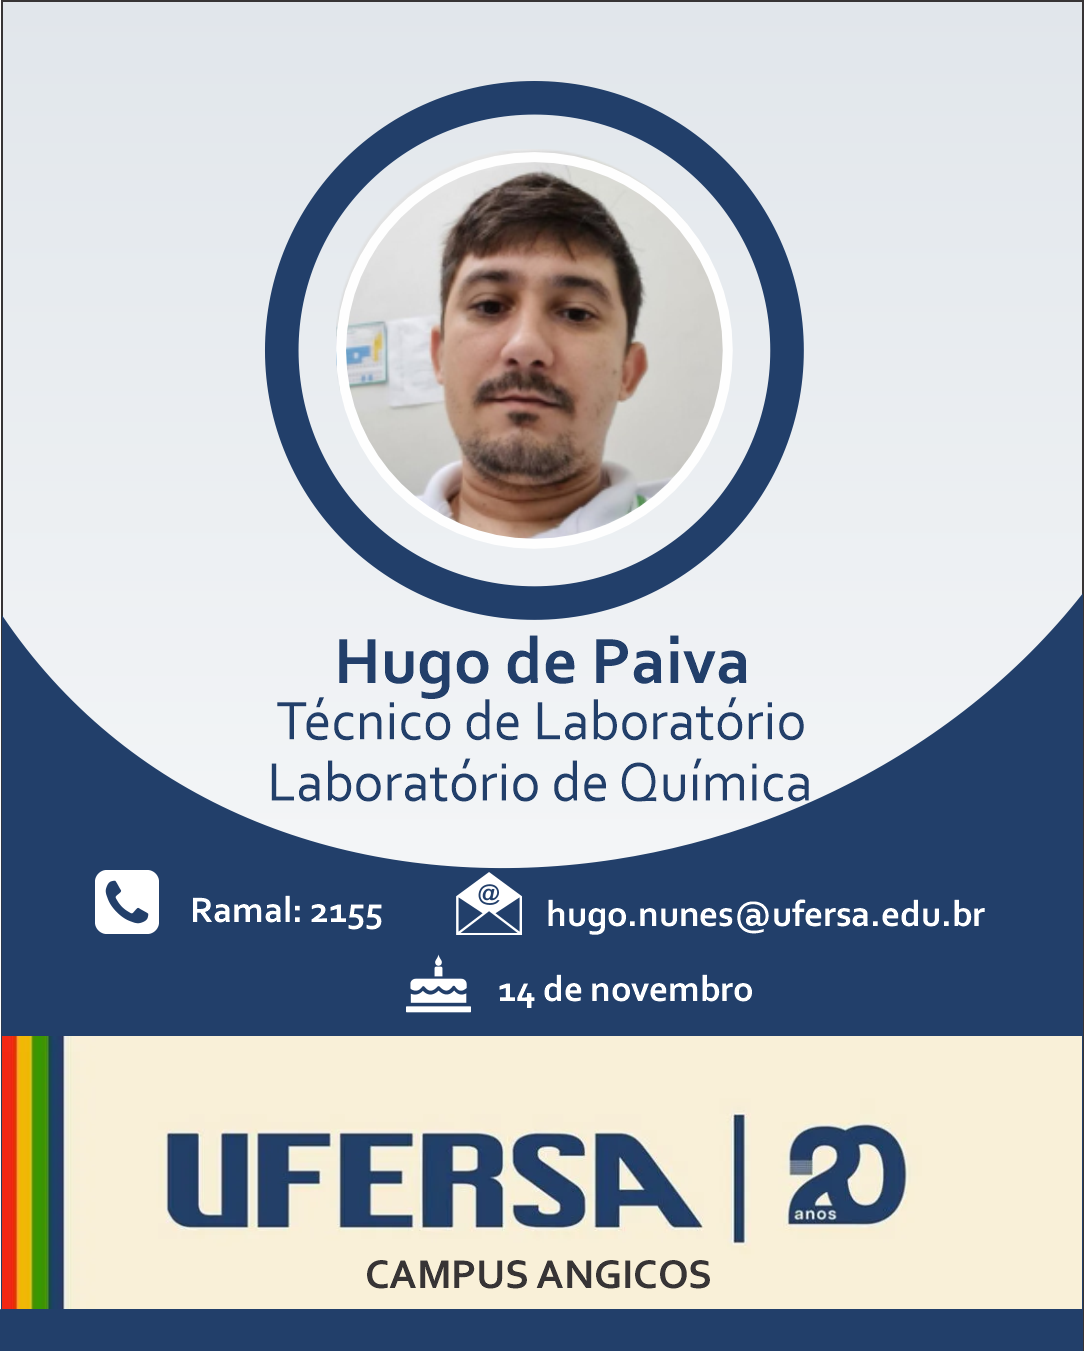 Hugo de Paiva
Técnico de Laboratório
Laboratório de Química
Ramal: 2155
@
hugo.nunes@ufersa.edu.br
14 de novembro
UFERSA
20
anos
CAMPUS ANGICOS